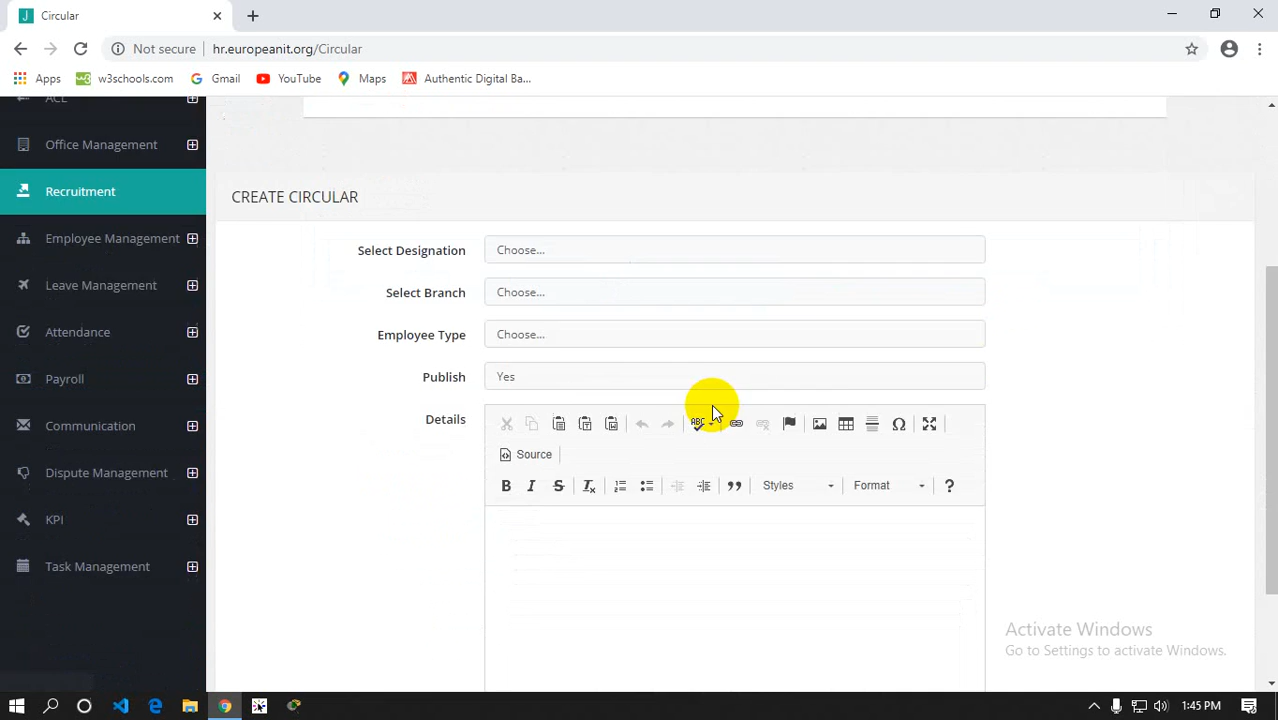 Circular
Not secure
hr.europeanit.org/Circular
Apps
w3schools.com
Gmail
YouTube
Maps
Authentic Digital Ba...
ACL
Office Management
Recruitment
Employee Management
Leave Management
Attendance
Payroll
Communication
Dispute Management
KPI
Task Management
CREATE CIRCULAR
Select Designation
Choose...
Select Branch
Choose...
Employee Type
Choose...
Publish
Yes
Details
Source
Styles
Format
Activate Windows
Go to Settings to activate Windows.
1:45 PM